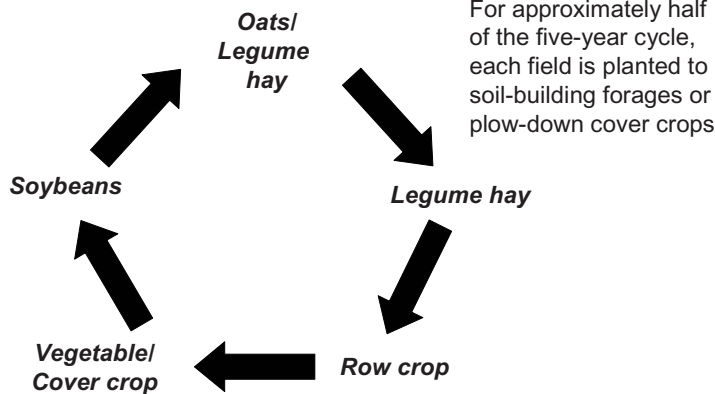 Oats/
Legume
hay
For approximately half
of the five-year cycle,
each field is planted to
soil-building forages or
plow-down cover crops
Soybeans
Legume hay
Vegetable/
Cover crop
Row crop